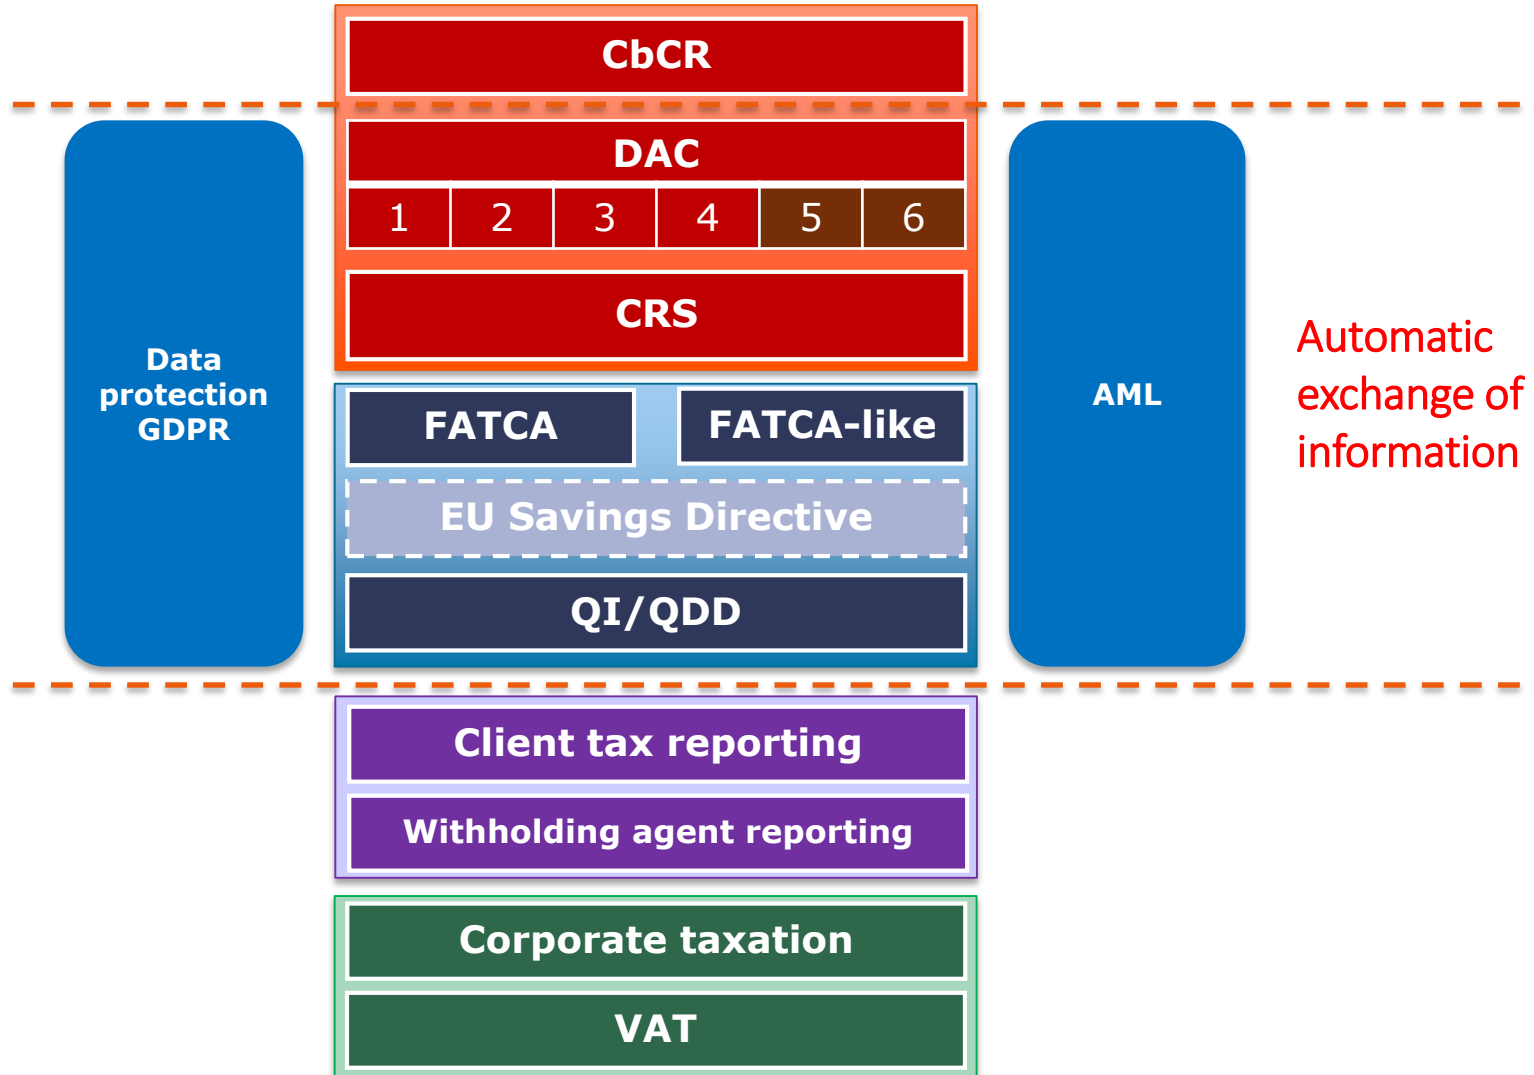 CbCR
DAC
1 2 3 4 5 6
CRS
Data
protection
GDPR
FATCA
FATCA-like
EU Savings Directive
QI/QDD
AML
Automatic
exchange of
information
Client tax reporting
Withholding agent reporting
Corporate taxation
VAT